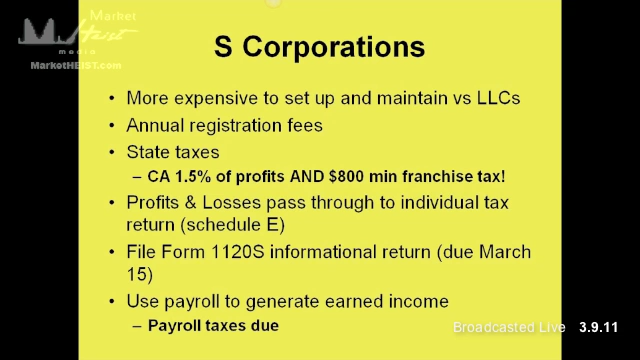 Market
Heist
media
MarketHEIST.com
S Corporations
• More expensive to set up and maintain vs LLCs
• Annual registration fees
• State taxes
– CA 1.5% of profits AND $800 min franchise tax!
• Profits & Losses pass through to individual tax
return (schedule E)
• File Form 1120S informational return (due March
15)
• Use payroll to generate earned income
– Payroll taxes due
Broadcasted Live 3.9.11